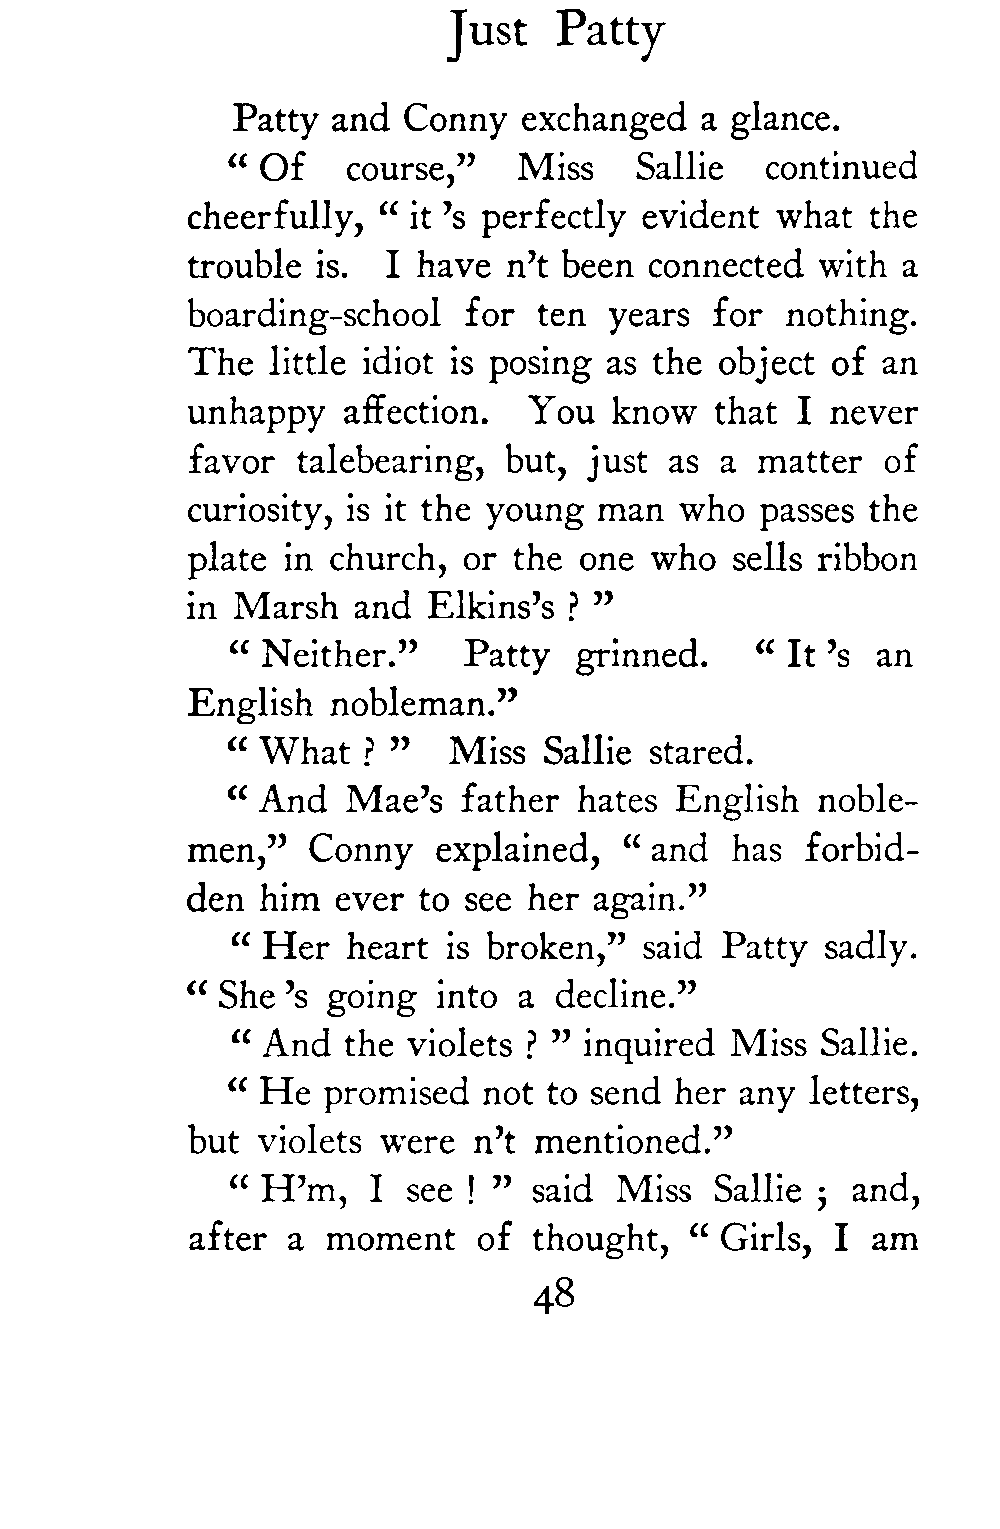 Just Patty
Patty and Conny exchanged a glance.
“ Of course,” Miss Sallie continued
cheerfully, “ it ’s perfectly evident what the
trouble is. I have n’t been connected with a
boarding-school for ten years for nothing.
The little idiot is posing as the object of an
unhappy affection. You know that I never
favor talebearing, but, just as a matter of
curiosity, is it the young man who passes the
plate in church, or the one who sells ribbon
in Marsh and Elkins’s ? ”
“ Neither.” Patty grinned. “ It ’s an
English nobleman.”
“ What ? ” Miss Sallie stared.
“ And Mae’s father hates English noble-
men,” Conny explained, “ and has forbid-
den him ever to see her again.”
“ Her heart is broken,” said Patty sadly.
“ She ’s going into a decline.”
“ And the violets ? ” inquired Miss Sallie.
“ He promised not to send her any letters,
but violets were n’t mentioned.”
“ H’m, I see ! ” said Miss Sallie ; and,
after a moment of thought, “ Girls, I am
48